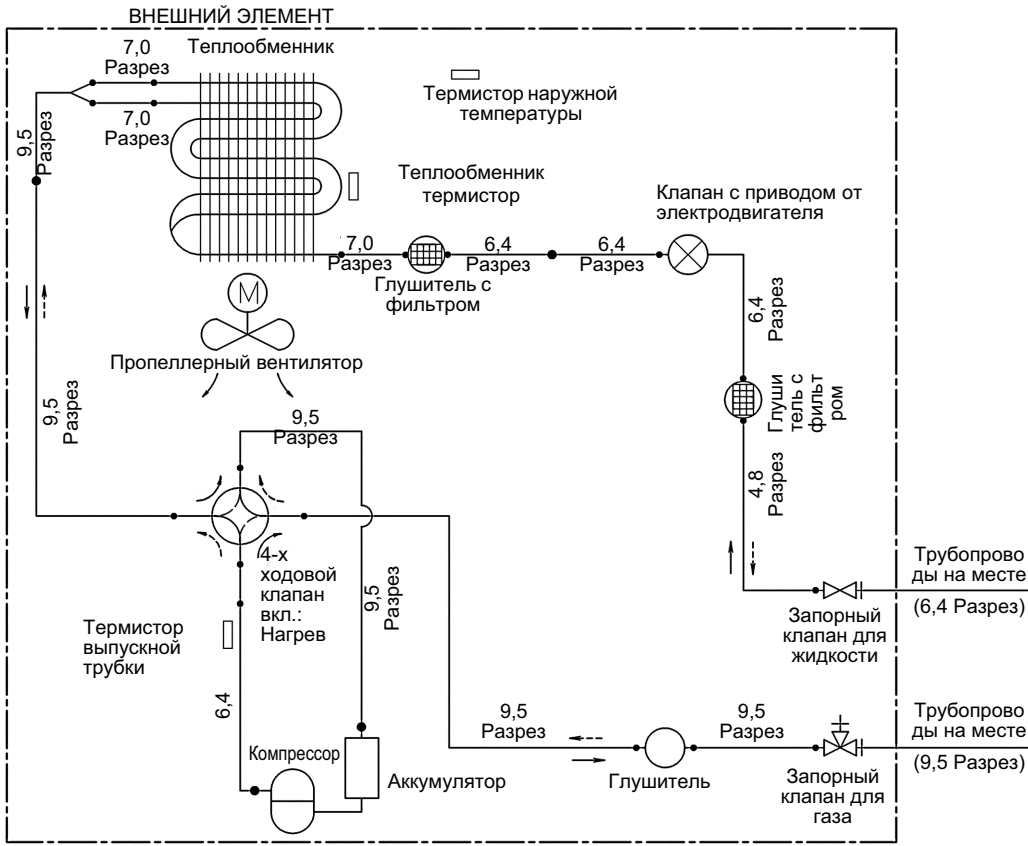 ВНЕШНИЙ ЭЛЕМЕНТ
7,0
Разрез
Теплообменник
7,0
Разрез
9,5
Разрез
Термистор наружной
температуры
Теплообменник
термистор
Клапан с приводом от
электродвигателя
7,0
Разрез
6,4
Разрез
6,4
Разрез
Глушитель с
фильтром
M
Пропеллерный вентилятор
6,4
Разрез
Глуши
тель с
фильт
ром
9,5
Разрез
9,5
Разрез
4,8
Разрез
4-х
ходовой
клапан
вкл.:
Нагрев
9,5
Разрез
Трубопрово
ды на месте
(6,4 Разрез)
Запорный
клапан для
жидкости
Термистор
выпускной
трубки
6,4
Компрессор
Аккумулятор
9,5
Разрез
Глушитель
9,5
Разрез
Запорный
клапан для
газа
Трубопрово
ды на месте
(9,5 Разрез)